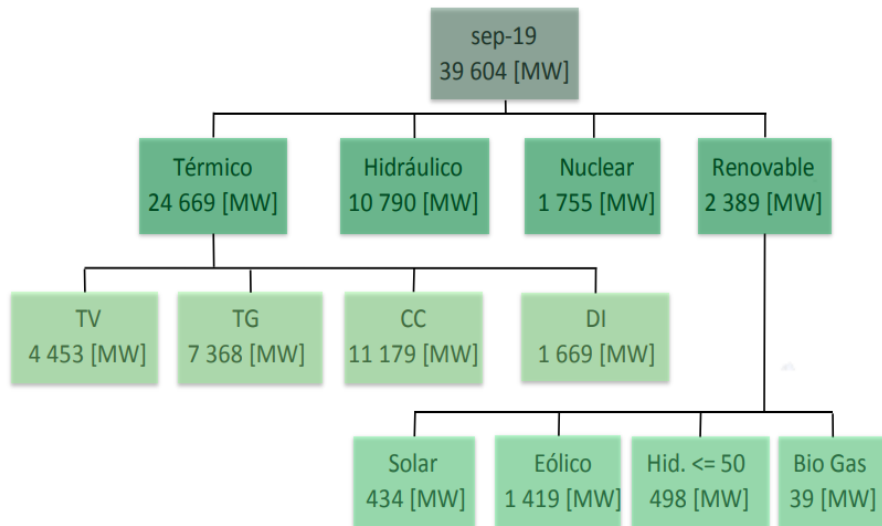 sep-19
39 604 [MW]
Térmico
24 669 [MW]
Hidráulico
10 790 [MW]
Nuclear
1 755 [MW]
Renovable
2 389 [MW]
TV
4 453 [MW]
TG
7 368 [MW]
CC
11 179 [MW]
DI
1 669 [MW]
Solar
434 [MW]
Eólico
1 419 [MW]
Hid. <= 50
498 [MW]
Bio Gas
39 [MW]